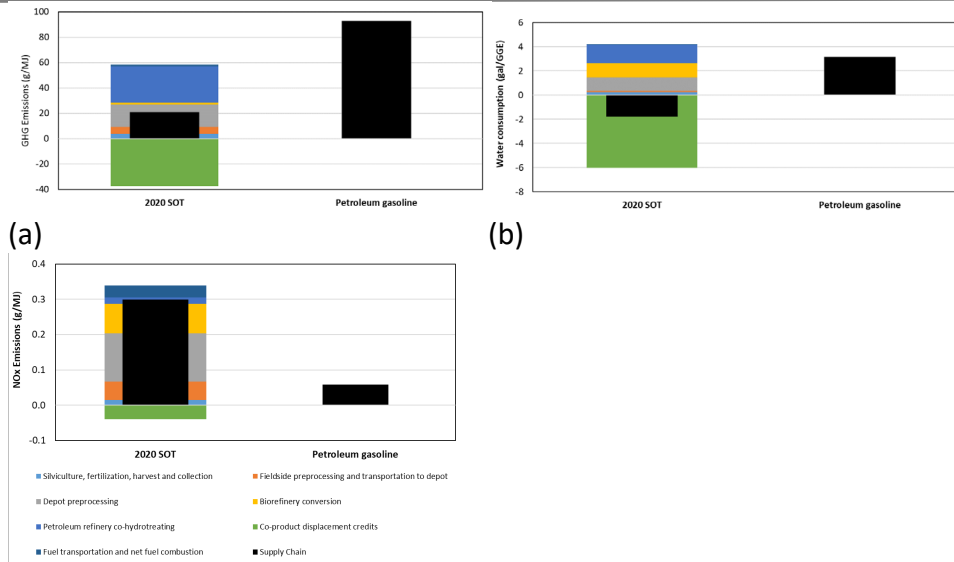 100
80
60
40
20
0
-20
-40
GHG Emissions (g/MJ)
2020 SOT Petroleum gasoline
(a)
6
4
2
0
-2
-4
-6
-8
Water consumption (gal/GGE)
2020 SOT Petroleum gasoline
(b)
0.4
0.3
0.2
0.1
0.0
-0.1
NOx Emissions (g/MJ)
2020 SOT Petroleum gasoline
Silviculture, fertilization, harvest and collection Fieldside preprocessing and transportation to depot
Depot preprocessing Biorefinery conversion
Petroleum refinery co-hydrotreating Co-product displacement credits
Fuel transportation and net fuel combustion Supply Chain